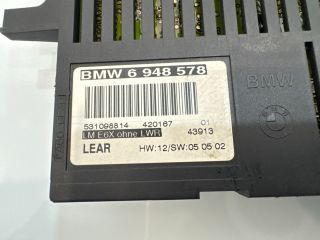 BMW 6 948 578
531098814 420167 01
LM E6X ohne LWR 43913
LEAR HW:12/SW:05 05 02
BMW